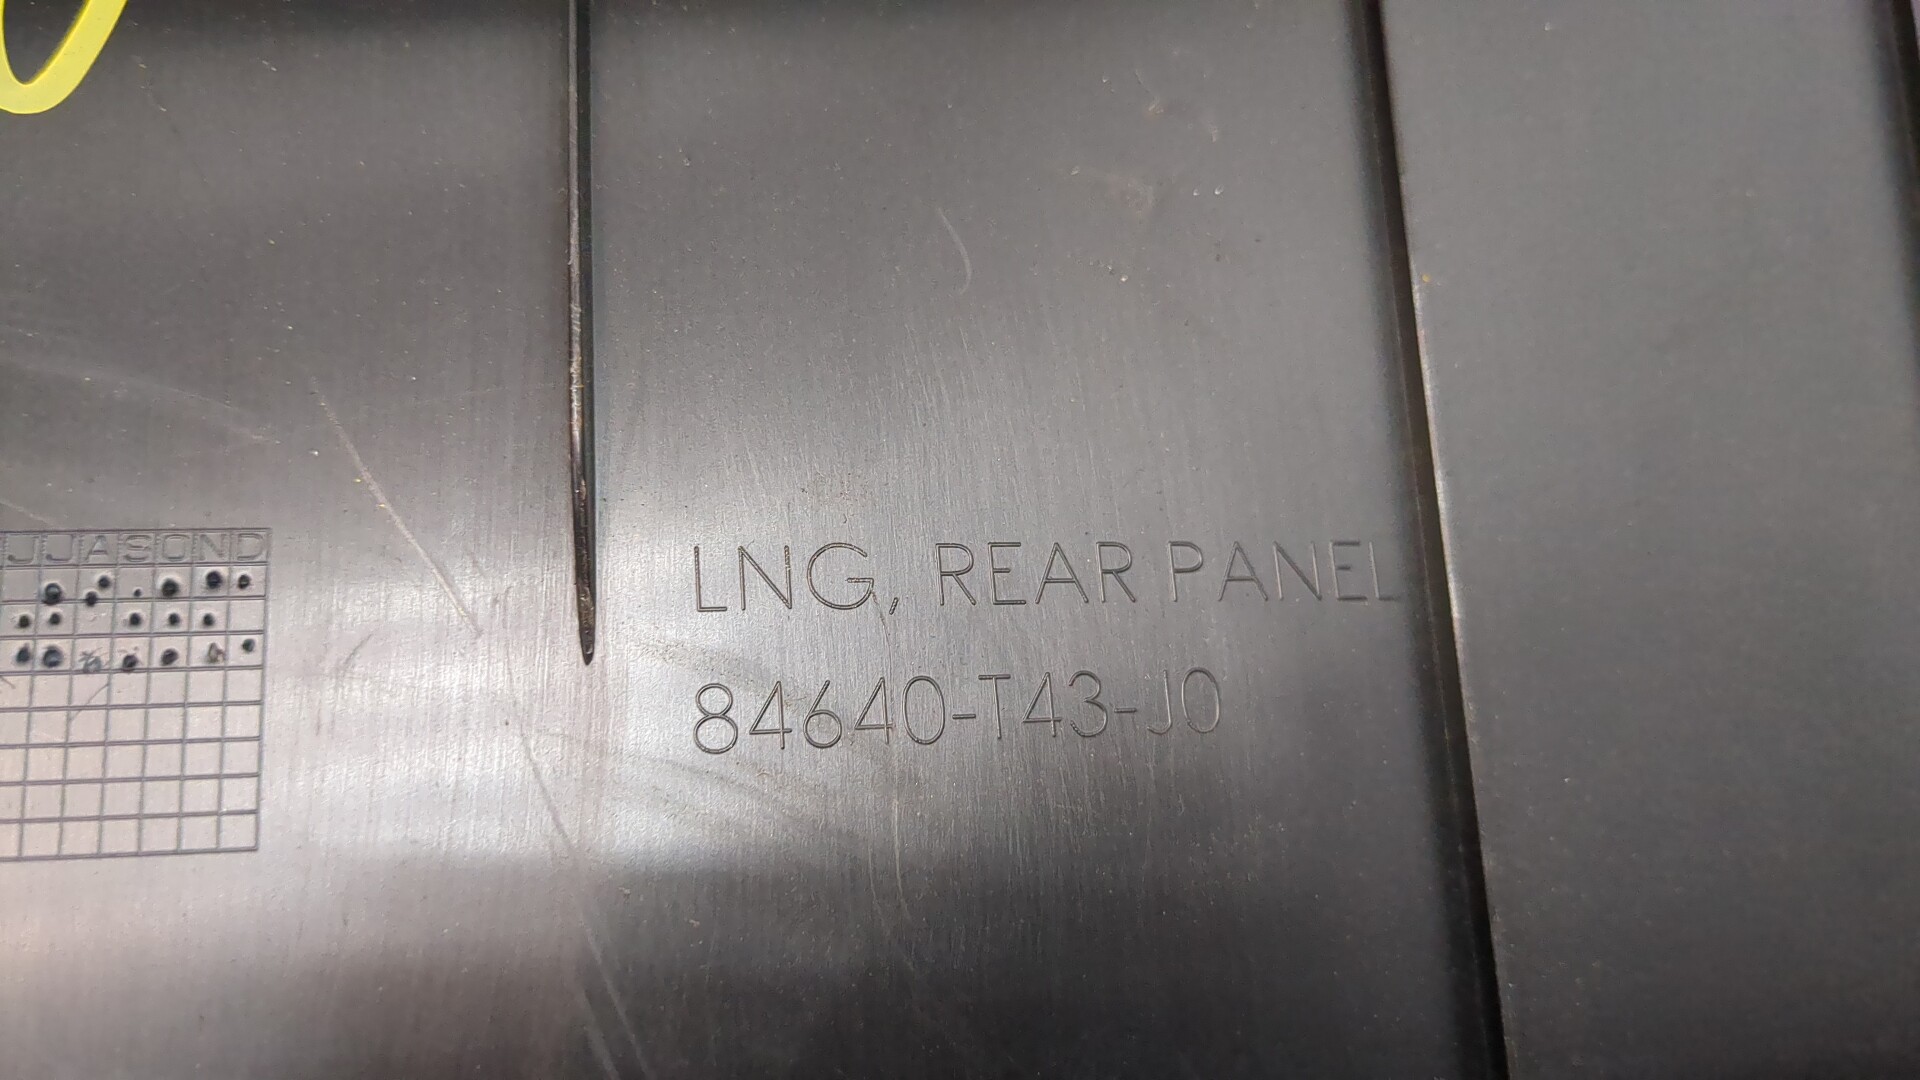 JJASOND
LNG, REAR PANEL
84640-T43-J0